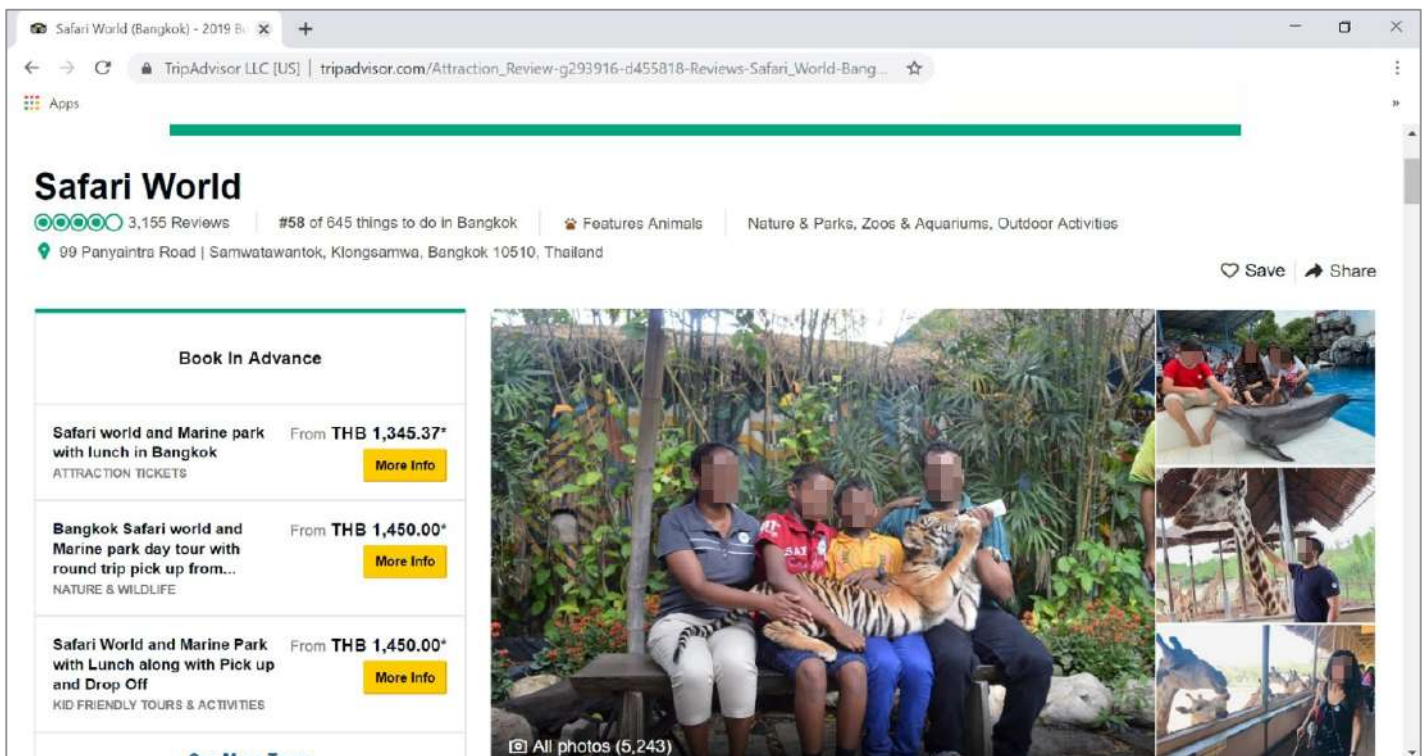 Safari World (Bangkok) - 2019 B
TripAdvisor LLC [US] | tripadvisor.com/Attraction_Review-g293916-d455818-Reviews-Safari_World-Bang...
Apps
Safari World
3,155 Reviews #58 of 645 things to do in Bangkok Features Animals Nature & Parks, Zoos & Aquariums, Outdoor Activities
99 Panyaintra Road | Samwatawantok, Klongsamwa, Bangkok 10510, Thailand
Save Share
Book In Advance
Safari world and Marine park From THB 1,345.37*
with lunch in Bangkok More Info
ATTRACTION TICKETS
Bangkok Safari world and From THB 1,450.00*
Marine park day tour with
round trip pick up from... More Info
NATURE & WILDLIFE
Safari World and Marine Park From THB 1,450.00*
with Lunch along with Pick up
and Drop Off More Info
KID FRIENDLY TOURS & ACTIVITIES
All photos (5,243)